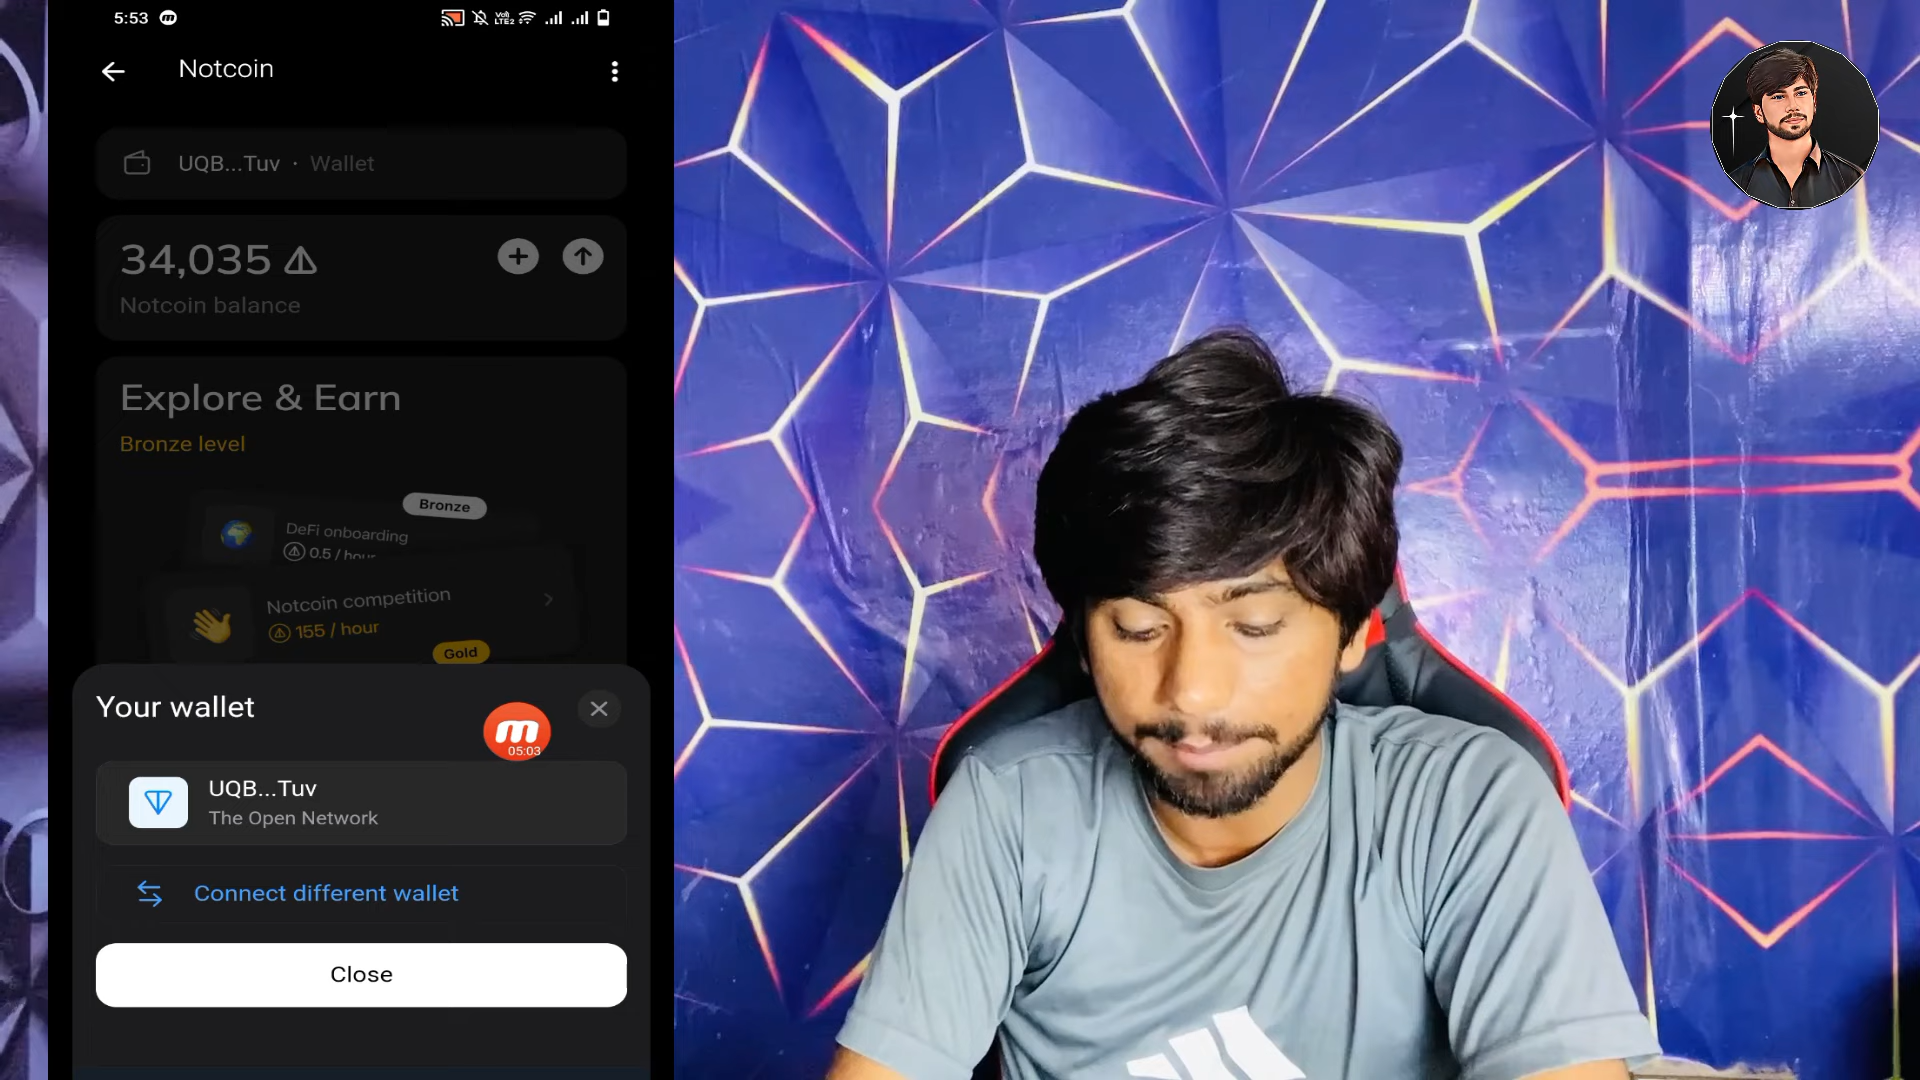 5:53
Vo))
LTE2
Notcoin
UQB...Tuv · Wallet
34,035
Notcoin balance
Explore & Earn
Bronze level
Bronze
DeFi onboarding
0.5 / hour
Notcoin competition
155 / hour
Gold
Your wallet
m
05:03
UQB...Tuv
The Open Network
Connect different wallet
Close